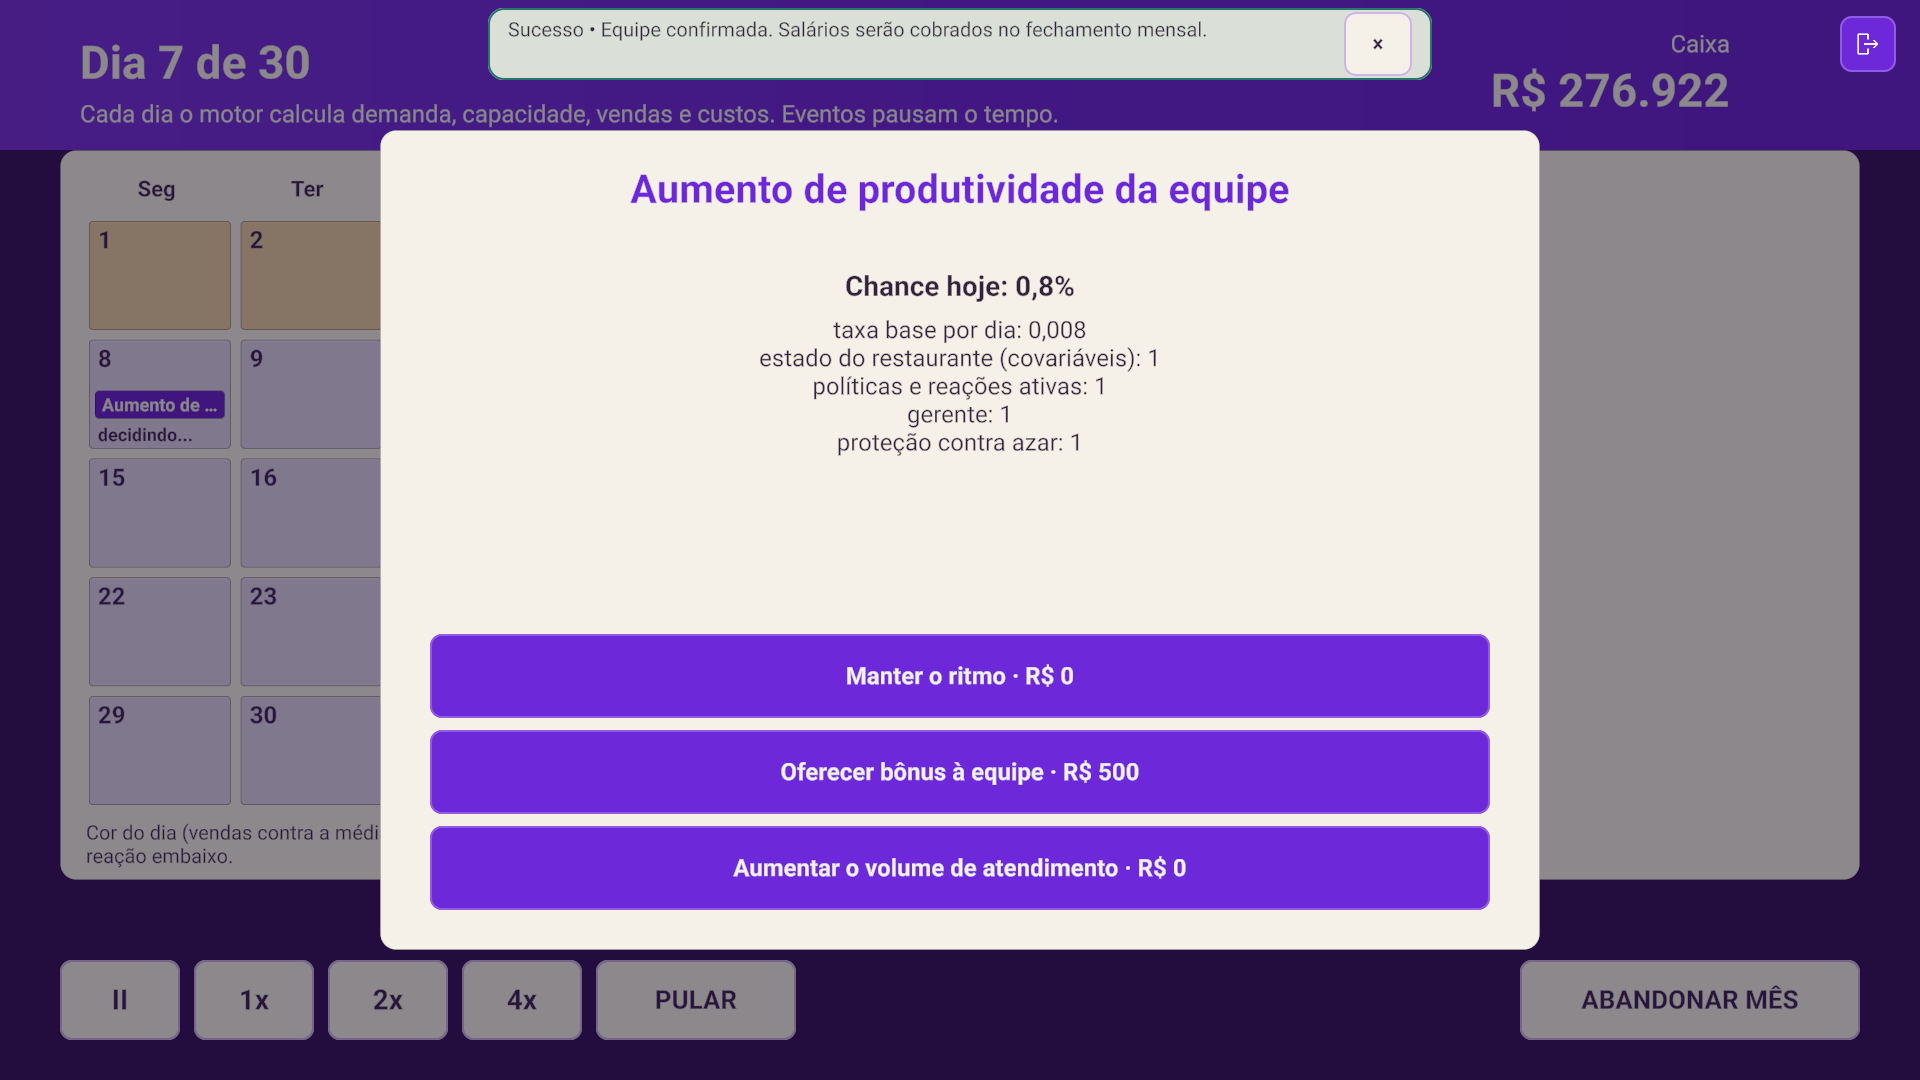 Sucesso • Equipe confirmada. Salários serão cobrados no fechamento mensal.
×
Dia 7 de 30
Caixa
R$ 276.922
Cada dia o motor calcula demanda, capacidade, vendas e custos. Eventos pausam o tempo.
Seg
Ter
1
2
8
Aumento de ...
decidindo...
9
15
16
22
23
29
30
Cor do dia (vendas contra a médi
reação embaixo.
Aumento de produtividade da equipe
Chance hoje: 0,8%
taxa base por dia: 0,008
estado do restaurante (covariáveis): 1
políticas e reações ativas: 1
gerente: 1
proteção contra azar: 1
Manter o ritmo · R$ 0
Oferecer bônus à equipe · R$ 500
Aumentar o volume de atendimento · R$ 0
II
1x
2x
4x
PULAR
ABANDONAR MÊS